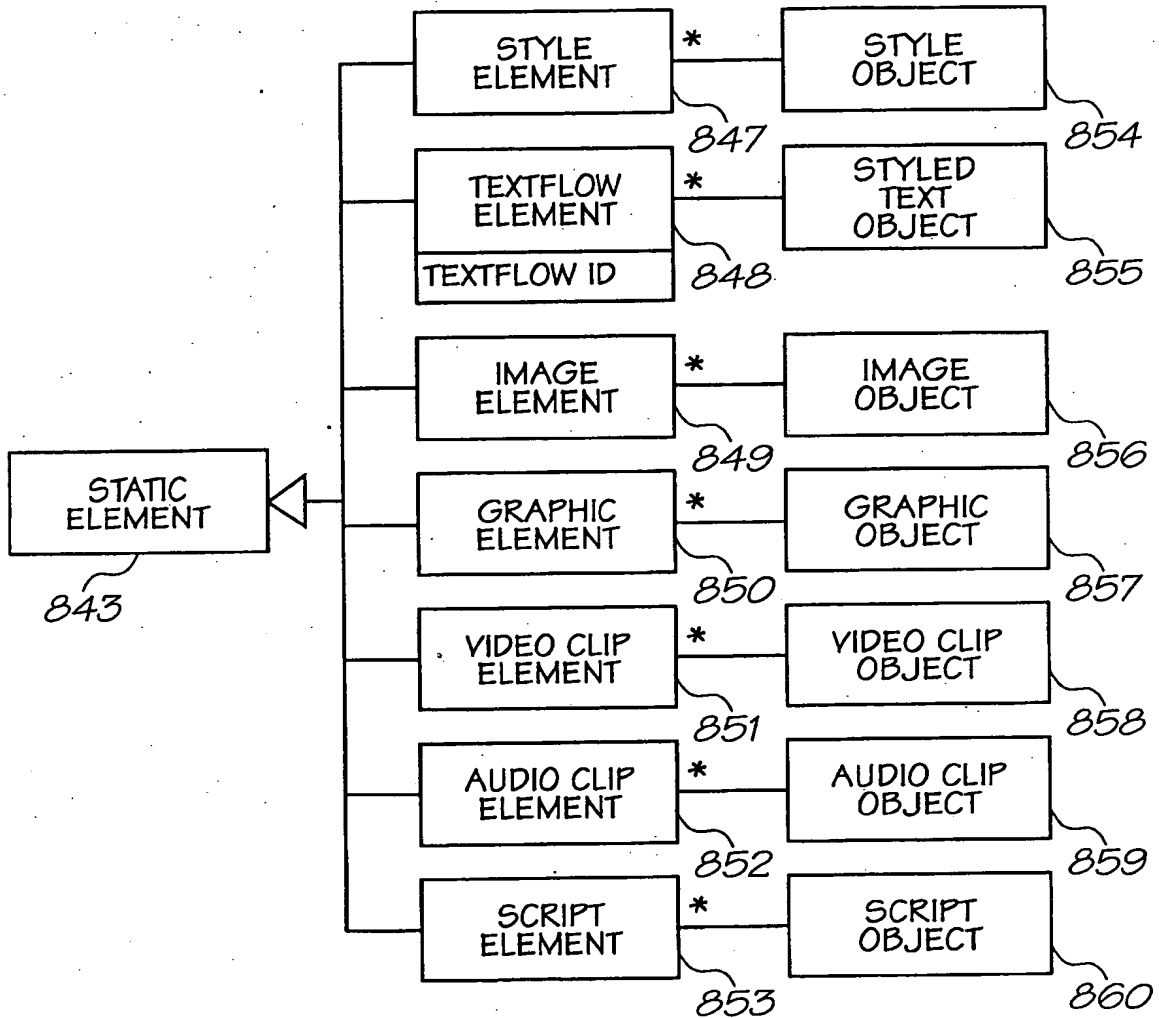 STYLE
ELEMENT
*
STYLE
OBJECT
847
854
TEXTFLOW
ELEMENT
TEXTFLOW ID
*
STYLED
TEXT
OBJECT
848
855
IMAGE
ELEMENT
*
IMAGE
OBJECT
849
856
STATIC
ELEMENT
843
GRAPHIC
ELEMENT
*
GRAPHIC
OBJECT
850
857
VIDEO CLIP
ELEMENT
*
VIDEO CLIP
OBJECT
851
858
AUDIO CLIP
ELEMENT
*
AUDIO CLIP
OBJECT
852
859
SCRIPT
ELEMENT
*
SCRIPT
OBJECT
853
860